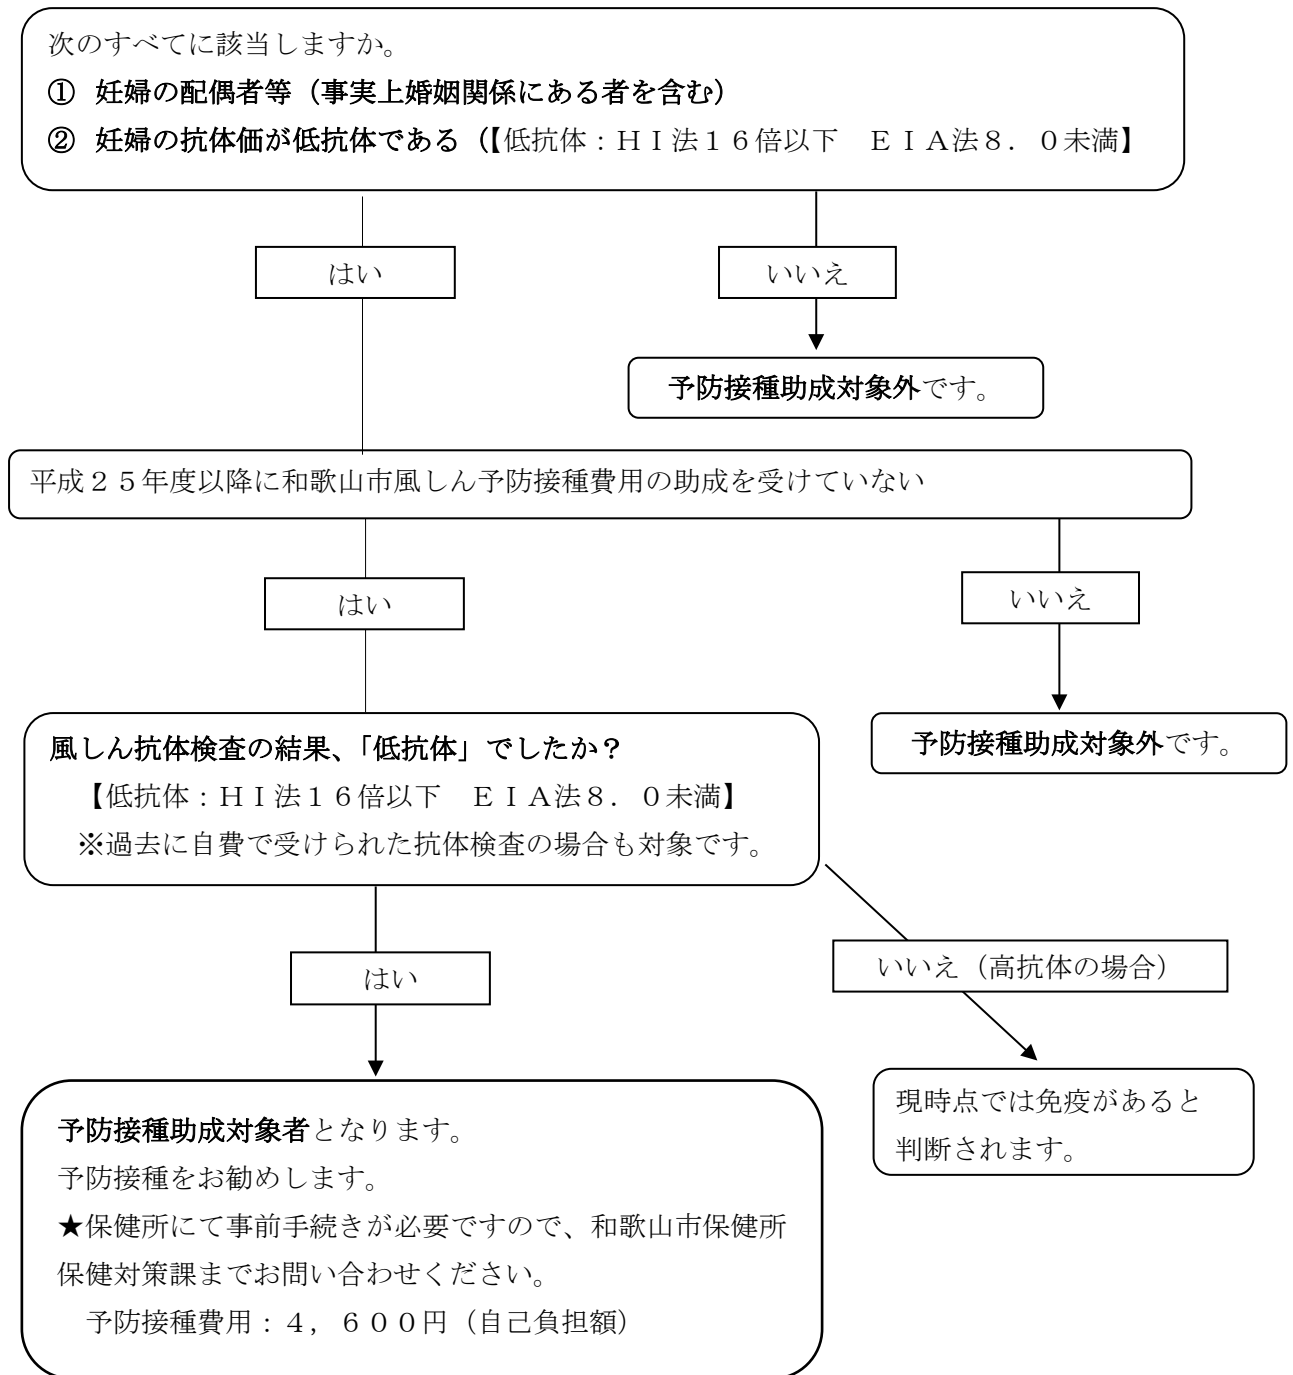 次のすべてに該当しますか。
① 妊婦の配偶者等（事実上婚姻関係にある者を含む）
② 妊婦の抗体価が低抗体である（【低抗体：ＨＩ法１６倍以下　ＥＩＡ法８．０未満】
はい
いいえ
予防接種助成対象外です。
平成２５年度以降に和歌山市風しん予防接種費用の助成を受けていない
はい
いいえ
予防接種助成対象外です。
風しん抗体検査の結果、「低抗体」でしたか？
【低抗体：ＨＩ法１６倍以下　ＥＩＡ法８．０未満】
※過去に自費で受けられた抗体検査の場合も対象です。
はい
いいえ（高抗体の場合）
現時点では免疫があると
判断されます。
予防接種助成対象者となります。
予防接種をお勧めします。
★保健所にて事前手続きが必要ですので、和歌山市保健所
保健対策課までお問い合わせください。
予防接種費用：４，６００円（自己負担額）